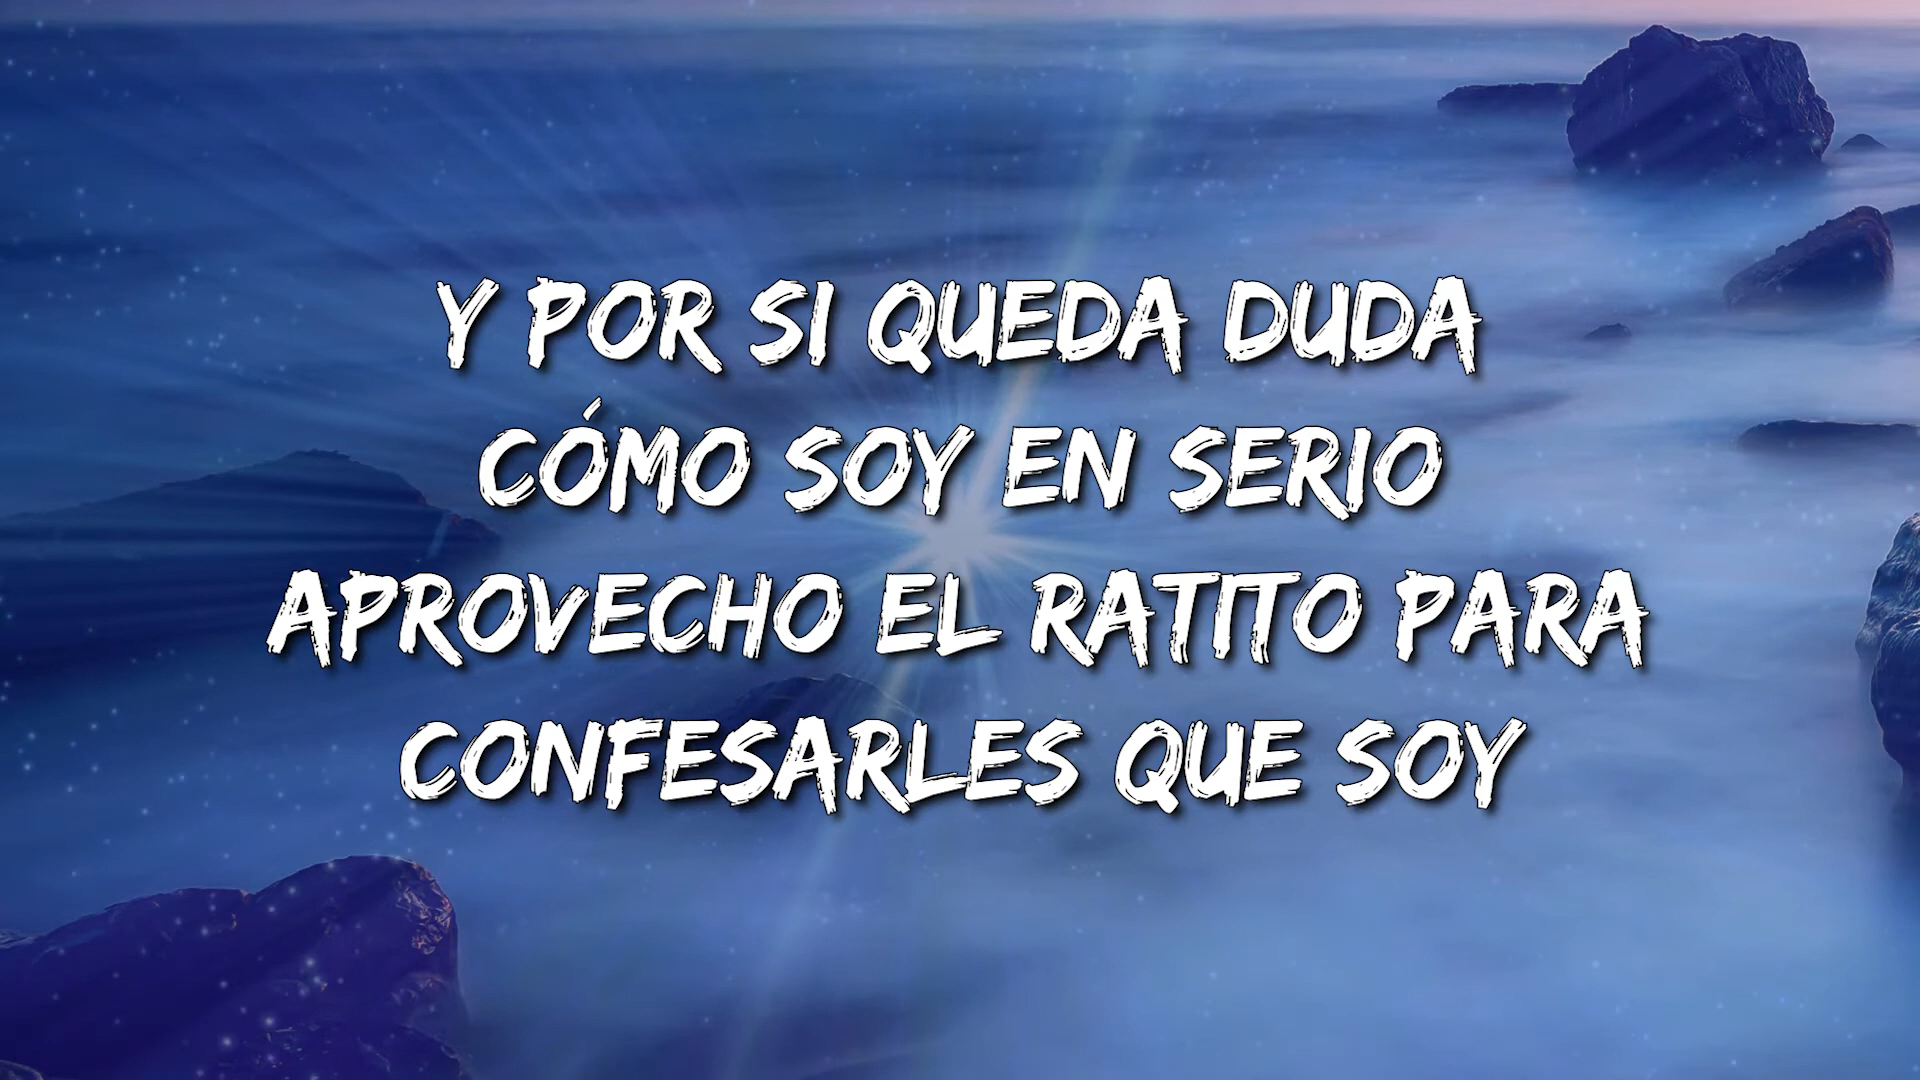 Y POR SI QUEDA DUDA
CÓMO SOY EN SERIO
APROVECHO EL RATITO PARA
CONFESARLES QUE SOY